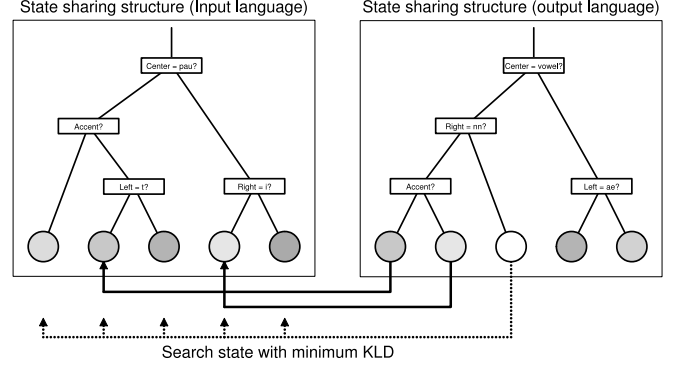 State sharing structure (Input language)
State sharing structure (output language)
Center = pau?
Center = vowel?
Accent?
Right = nn?
Left = t?
Right = i?
Accent?
Left = ae?
Search state with minimum KLD